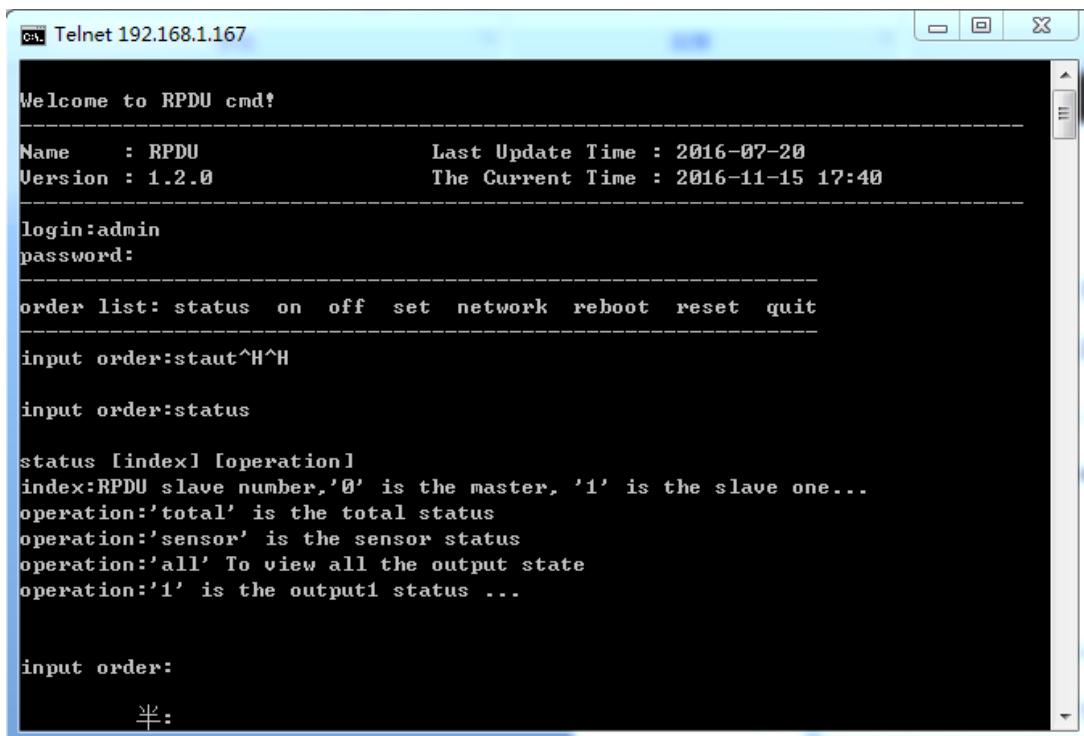 Telnet 192.168.1.167
Welcome to RPDU cmd!
Name    : RPDU                  Last Update Time : 2016-07-20
Version : 1.2.0                 The Current Time : 2016-11-15 17:40
login:admin
password:
order list: status  on  off  set  network  reboot  reset  quit
input order:staut^H^H
input order:status
status [index] [operation]
index:RPDU slave number,'0' is the master, '1' is the slave one...
operation:'total' is the total status
operation:'sensor' is the sensor status
operation:'all' To view all the output state
operation:'1' is the output1 status ...
input order:
半: